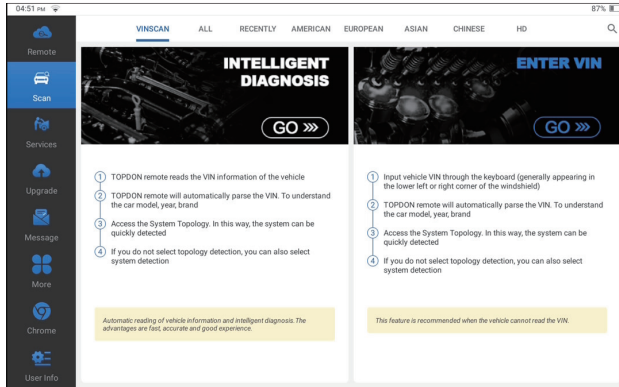 04:51 PM
87%
VINSCAN ALL RECENTLY AMERICAN EUROPEAN ASIAN CHINESE HD
Remote
Scan
Services
Upgrade
Message
More
Chrome
User Info
INTELLIGENT
DIAGNOSIS
GO »»
1 TOPDON remote reads the VIN information of the vehicle
2 TOPDON remote will automatically parse the VIN. To understand
the car model, year, brand
3 Access the System Topology. In this way, the system can be
quickly detected
4 If you do not select topology detection, you can also select
system detection
Automatic reading of vehicle information and intelligent diagnosis. The
advantages are fast, accurate and good experience.
ENTER VIN
GO »»
1 Input vehicle VIN through the keyboard (generally appearing in
the lower left or right corner of the windshield)
2 TOPDON remote will automatically parse the VIN. To understand
the car model, year, brand
3 Access the System Topology. In this way, the system can be
quickly detected
4 If you do not select topology detection, you can also select
system detection
This feature is recommended when the vehicle cannot read the VIN.